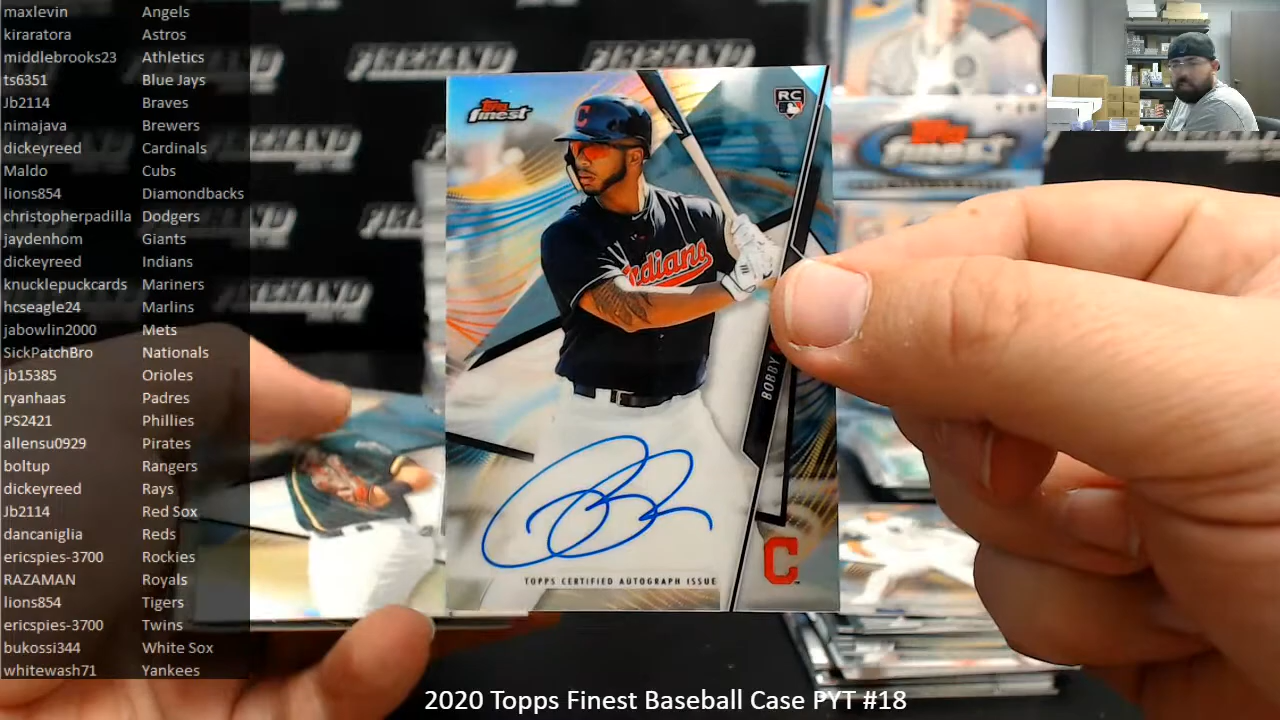 maxlevin Angels
kiraratora Astros
middlebrooks23 Athletics
ts6351 Blue Jays
Jb2114 Braves
nimajava Brewers
dickeyreed Cardinals
Maldo Cubs
lions854 Diamondbacks
christopherpadilla Dodgers
jaydenhom Giants
dickeyreed Indians
knucklepuckcards Mariners
hcseagle24 Marlins
jabowlin2000 Mets
SickPatchBro Nationals
jb15385 Orioles
ryanhaas Padres
PS2421 Phillies
allensu0929 Pirates
boltup Rangers
dickeyreed Rays
Jb2114 Red Sox
dancaniglia Reds
ericspies-3700 Rockies
RAZAMAN Royals
lions854 Tigers
ericspies-3700 Twins
bukossi344 White Sox
whitewash71 Yankees
FIREHAND
FIREHAND
Topps
finest
RC
C
Indians
BOBBY
C
TOPPS CERTIFIED AUTOGRAPH ISSUE
Topps
finest
2020 Topps Finest Baseball Case PYT #18